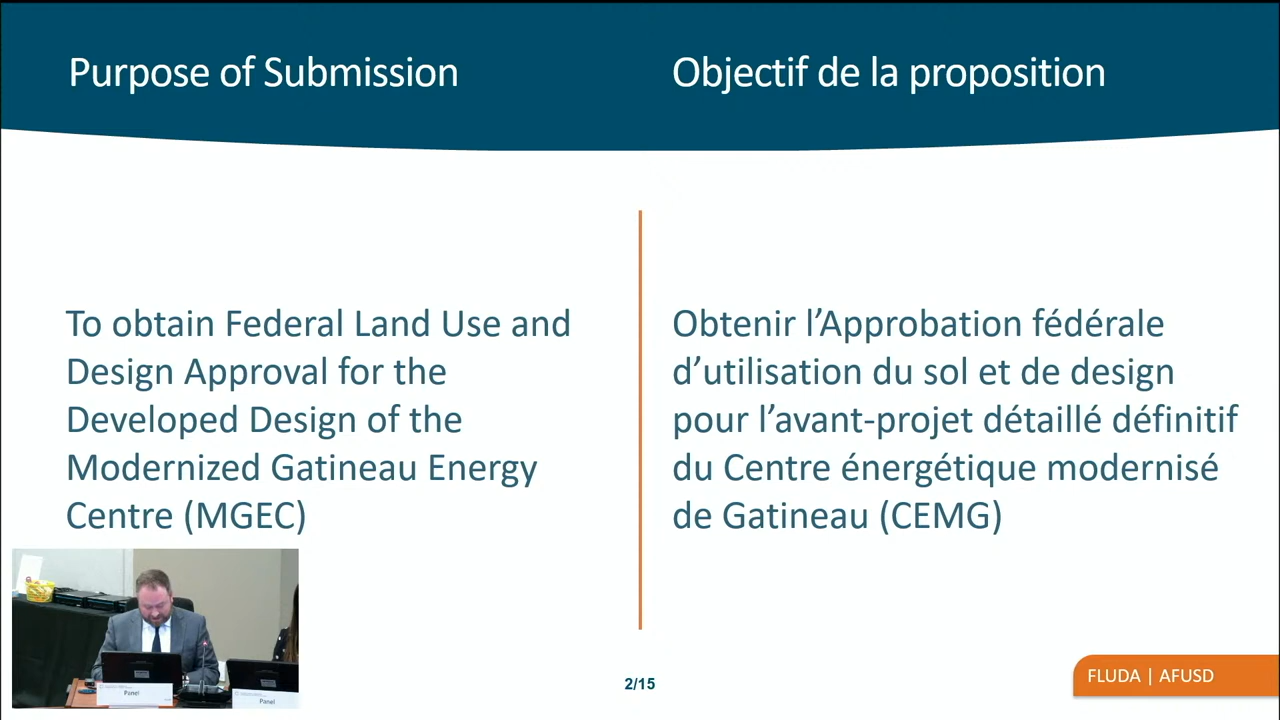 Purpose of Submission
To obtain Federal Land Use and
Design Approval for the
Developed Design of the
Modernized Gatineau Energy
Centre (MGEC)
Objectif de la proposition
Obtenir l’Approbation fédérale
d’utilisation du sol et de design
pour l’avant-projet détaillé définitif
du Centre énergétique modernisé
de Gatineau (CEMG)
Panel
Panel
2/15
FLUDA | AFUSD